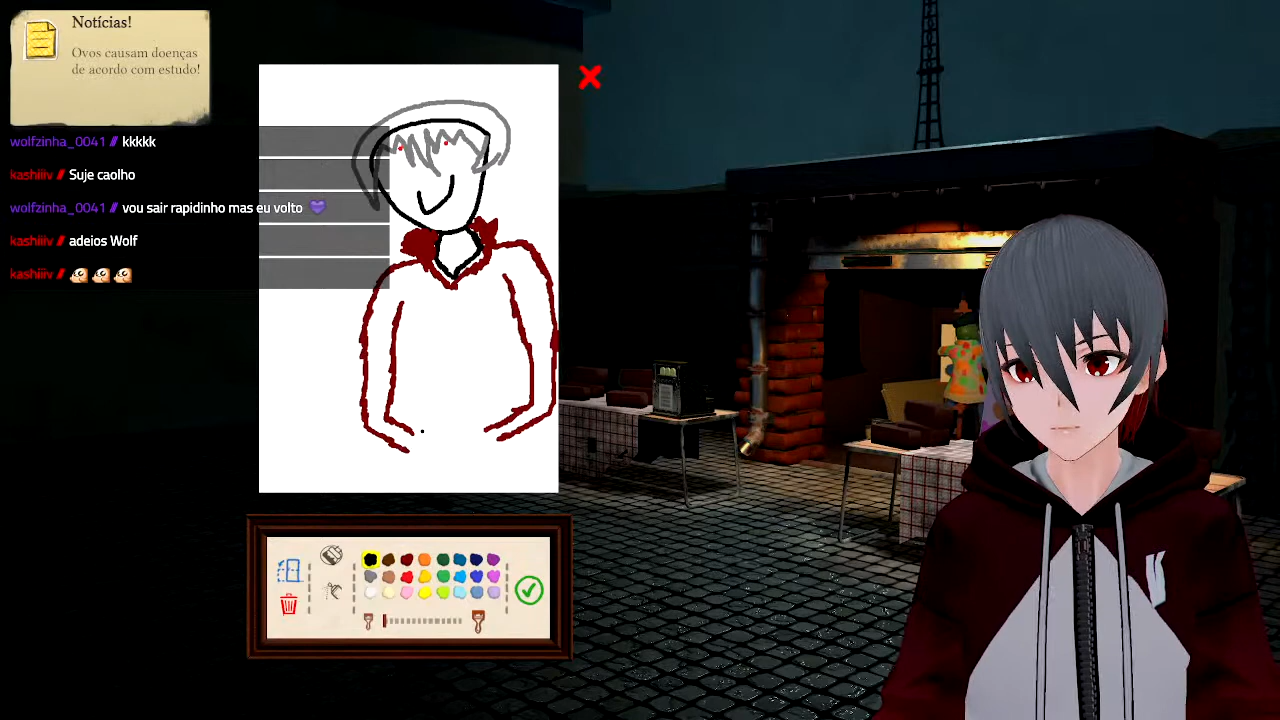 Notícias!
Ovos causam doenças
de acordo com estudo!
wolfzinha_0041 // kkkkk
kashiiiv // Suje caolho
wolfzinha_0041 // vou sair rapidinho mas eu volto
kashiiiv // adeios Wolf
kashiiiv //